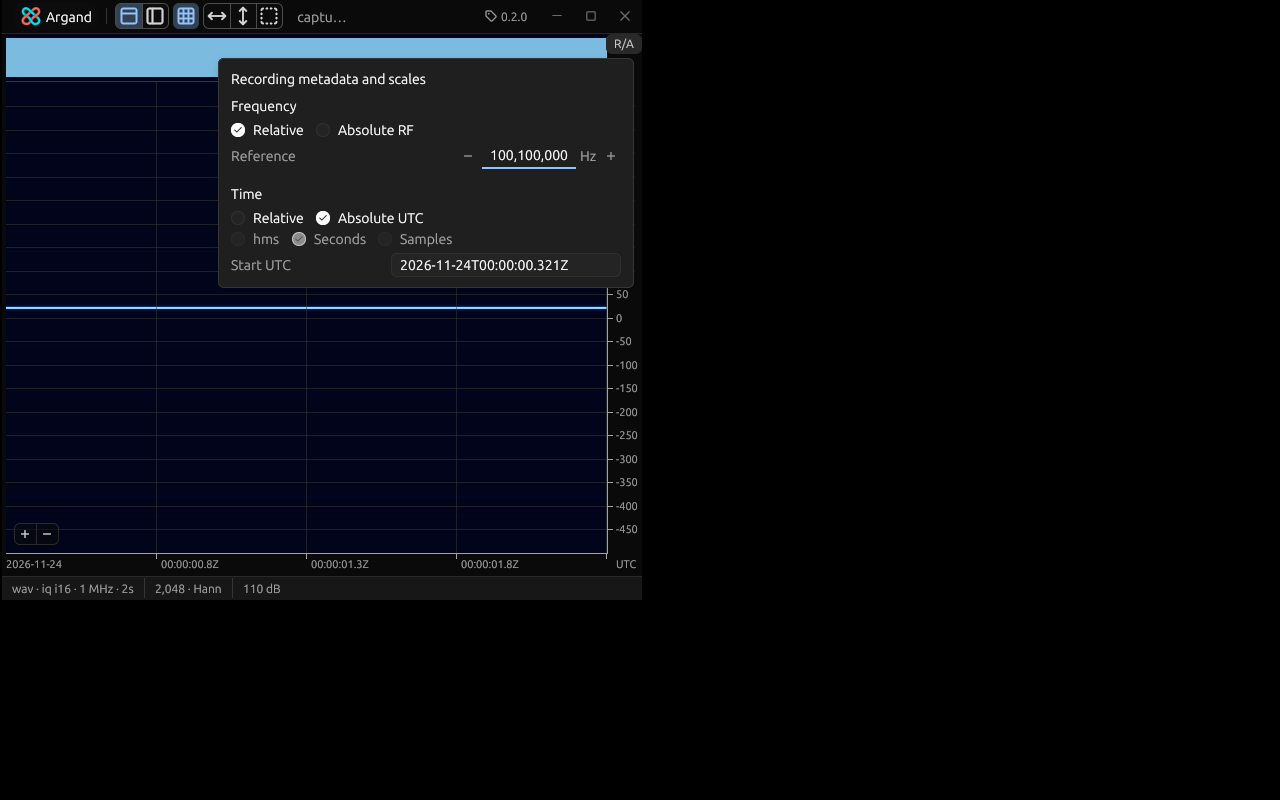 Argand
captu…
0.2.0
R/A
Recording metadata and scales
Frequency
Relative
Absolute RF
Reference
− 100,100,000 Hz +
Time
Relative
Absolute UTC
hms
Seconds
Samples
Start UTC
2026-11-24T00:00:00.321Z
50
0
-50
-100
-150
-200
-250
-300
-350
-400
-450
+ −
2026-11-24
00:00:00.8Z
00:00:01.3Z
00:00:01.8Z
UTC
wav · iq i16 · 1 MHz · 2s
2,048 · Hann
110 dB